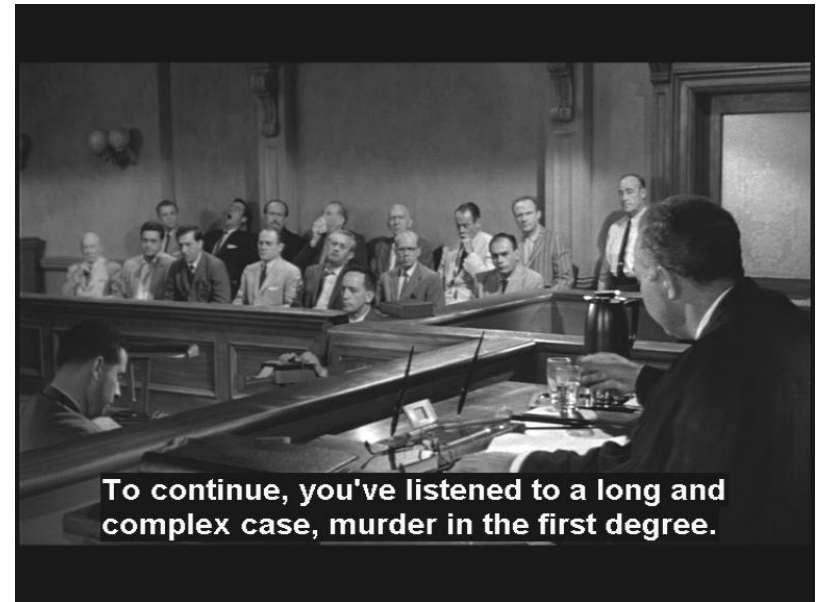 To continue, you've listened to a long and
complex case, murder in the first degree.